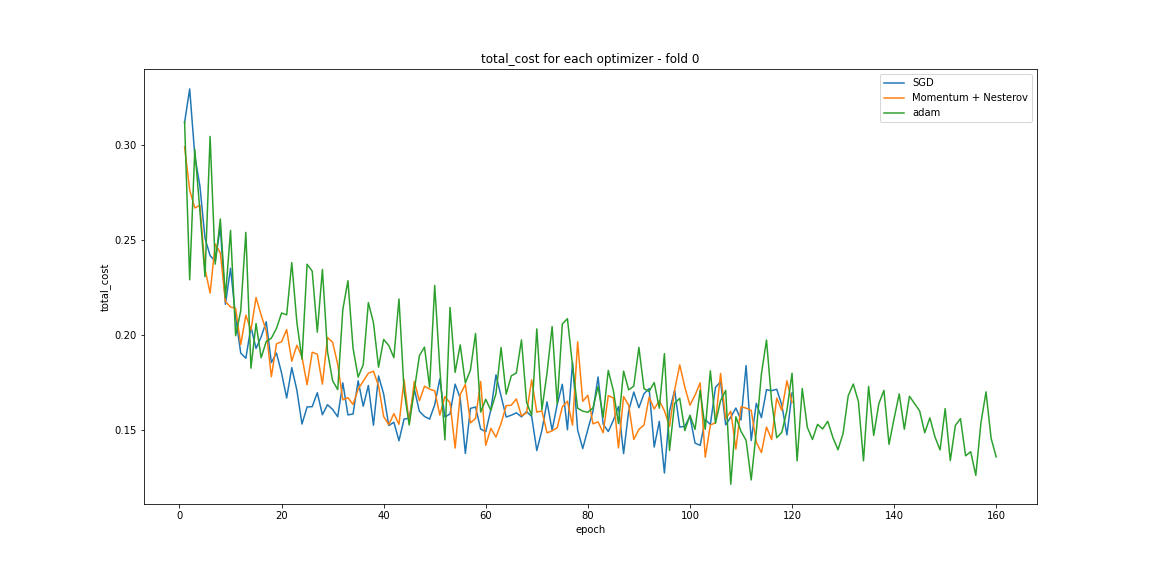 total_cost for each optimizer - fold 0
SGD
Momentum + Nesterov
adam
0.30
0.25
0.20
0.15
total_cost
0 20 40 60 80 100 120 140 160
epoch